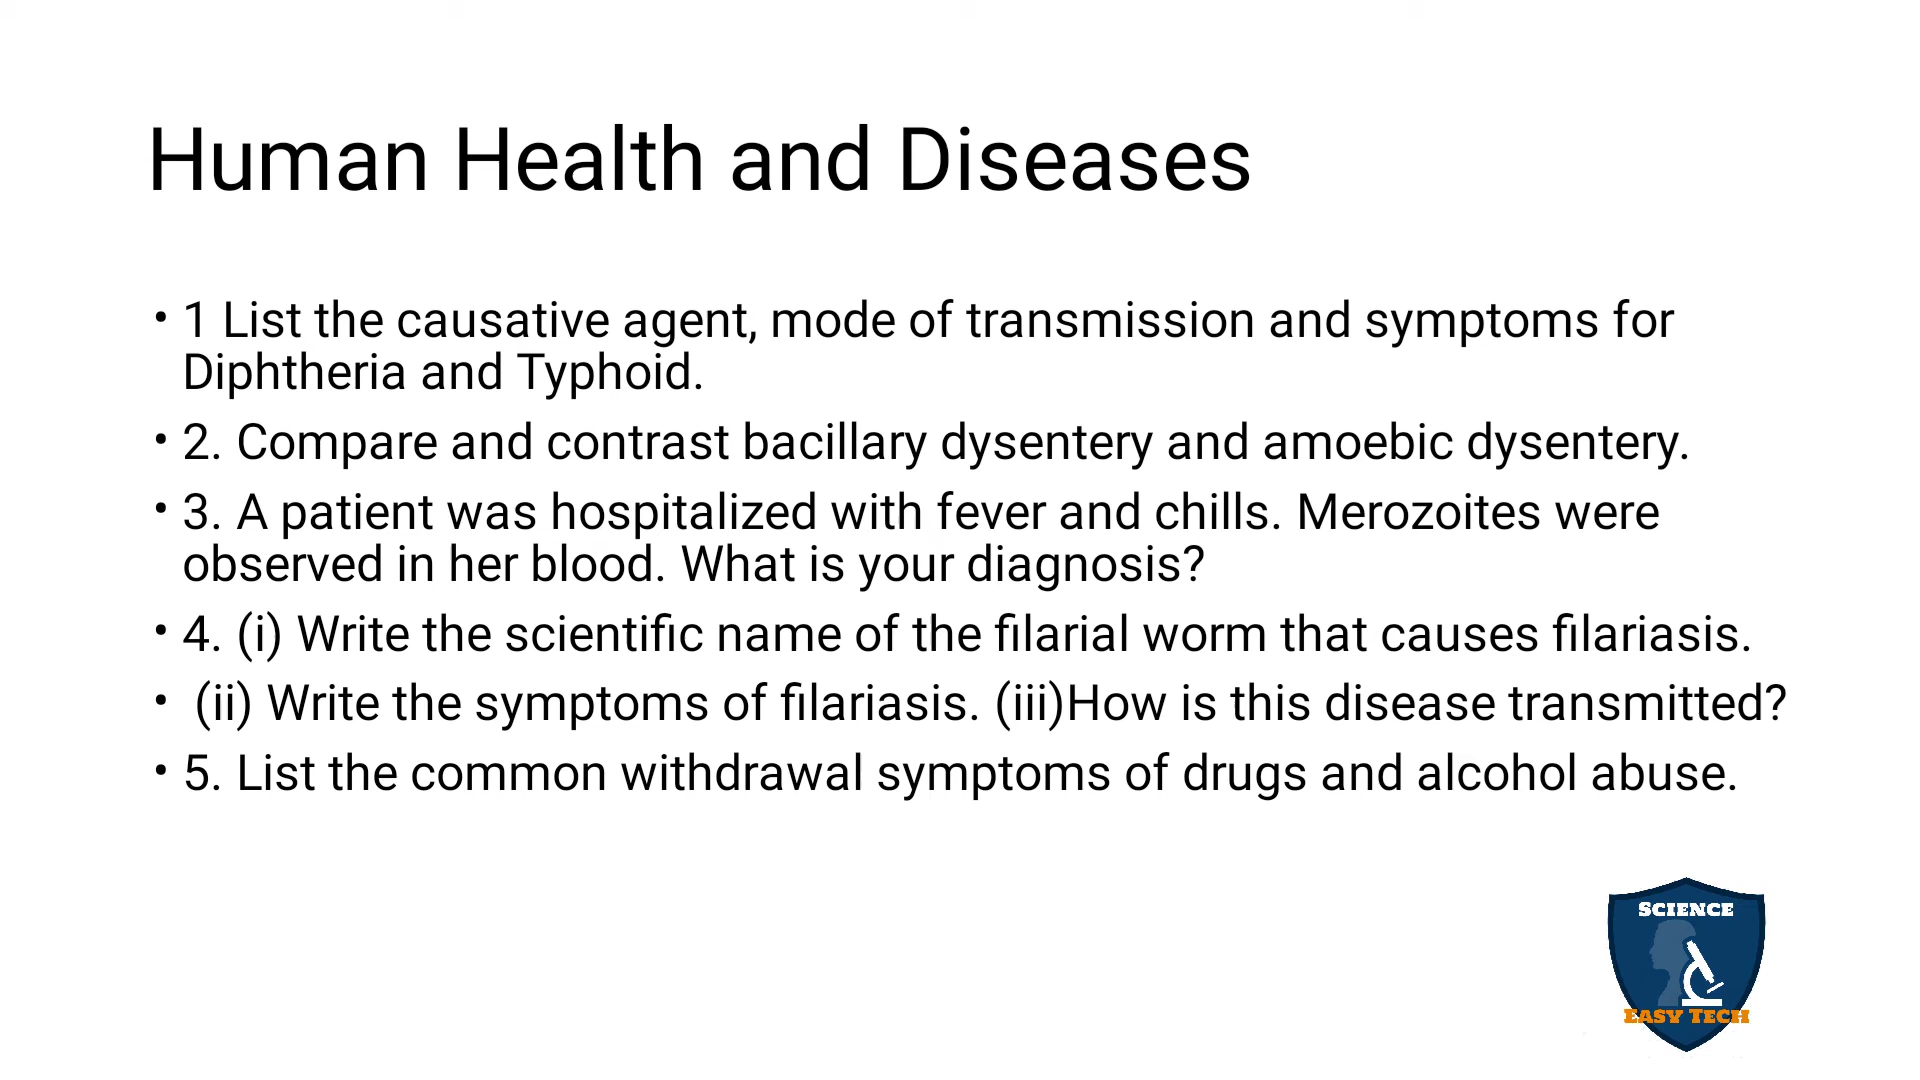 Human Health and Diseases
• 1 List the causative agent, mode of transmission and symptoms for
Diphtheria and Typhoid.
• 2. Compare and contrast bacillary dysentery and amoebic dysentery.
• 3. A patient was hospitalized with fever and chills. Merozoites were
observed in her blood. What is your diagnosis?
• 4. (i) Write the scientific name of the filarial worm that causes filariasis.
• (ii) Write the symptoms of filariasis. (iii)How is this disease transmitted?
• 5. List the common withdrawal symptoms of drugs and alcohol abuse.
SCIENCE
EASY TECH